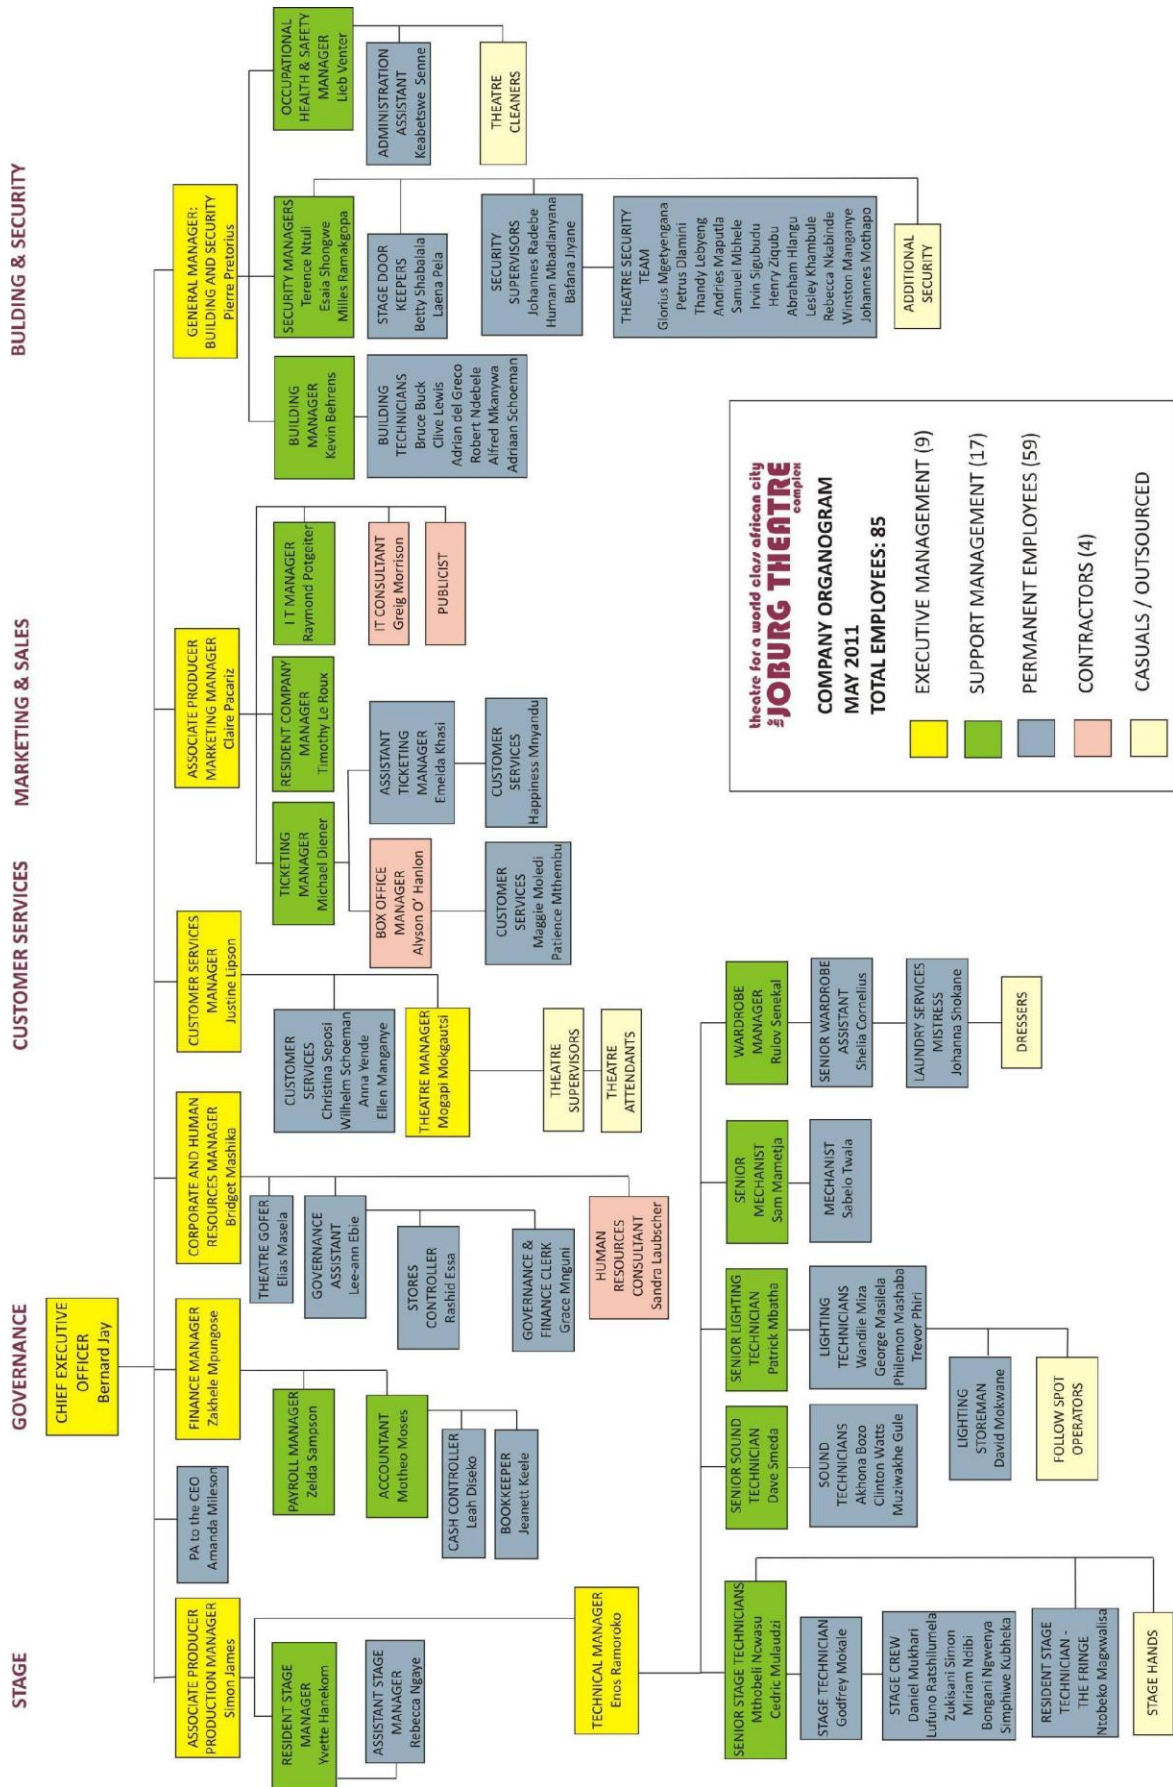 STAGE
GOVERNANCE
CUSTOMER SERVICES
MARKETING & SALES
BULDING & SECURITY
CHIEF EXECUTIVE
OFFICER
Bernard Jay
ASSOCIATE PRODUCER
PRODUCTION MANAGER
Simon James
PA to the CEO
Amanda Mileson
FINANCE MANAGER
Zakhele Mpungose
CORPORATE AND HUMAN
RESOURCES MANAGER
Bridget Mashika
CUSTOMER SERVICES
MANAGER
Justine Lipson
ASSOCIATE PRODUCER
MARKETING MANAGER
Claire Pacariz
GENERAL MANAGER:
BUILDING AND SECURITY
Pierre Pretorius
RESIDENT STAGE
MANAGER
Yvette Hanekom
ASSISTANT STAGE
MANAGER
Rebecca Ngaye
PAYROLL MANAGER
Zelda Sampson
ACCOUNTANT
Motheo Moses
CASH CONTROLLER
Leah Diseko
BOOKKEEPER
Jeanett Keele
THEATRE GOFER
Elias Masela
GOVERNANCE
ASSISTANT
Lee-ann Ebie
STORES
CONTROLLER
Rashid Essa
GOVERNANCE &
FINANCE CLERK
Grace Mnguni
HUMAN
RESOURCES
CONSULTANT
Sandra Laubscher
CUSTOMER
SERVICES
Christina Seposi
Wilhelm Schoeman
Anna Yende
Ellen Manganye
THEATRE MANAGER
Mogapi Mokgautsi
THEATRE
SUPERVISORS
THEATRE
ATTENDANTS
TICKETING
MANAGER
Michael Diener
RESIDENT COMPANY
MANAGER
Timothy Le Roux
I T MANAGER
Raymond Potgeiter
BOX OFFICE
MANAGER
Alyson O' Hanlon
ASSISTANT
TICKETING
MANAGER
Emelda Khasi
IT CONSULTANT
Greig Morrison
PUBLICIST
CUSTOMER
SERVICES
Maggie Moledi
Patience Mthembu
CUSTOMER
SERVICES
Happiness Mnyandu
BUILDING
MANAGER
Kevin Behrens
BUILDING
TECHNICIANS
Bruce Buck
Clive Lewis
Adrian del Greco
Robert Ndebele
Alfred Mkanywa
Adriaan Schoeman
SECURITY MANAGERS
Terence Ntuli
Esaia Shongwe
Milles Ramakgopa
STAGE DOOR
KEEPERS
Betty Shabalala
Laena Pela
SECURITY
SUPERVISORS
Johannes Radebe
Human Mbadlanyana
Bafana Jiyane
THEATRE SECURITY
TEAM
Glorius Mgetyengana
Petrus Dlamini
Thandy Lebyeng
Andries Maputla
Samuel Mbhele
Irvin Sigubudu
Henry Ziqubu
Abraham Hlangu
Lesley Khambule
Rebecca Nkabinde
Winston Manganye
Johannes Mothapo
ADDITIONAL
SECURITY
OCCUPATIONAL
HEALTH & SAFETY
MANAGER
Lieb Venter
ADMINISTRATION
ASSISTANT
Keabetswe Senne
THEATRE
CLEANERS
TECHNICAL MANAGER
Enos Ramoroko
SENIOR STAGE TECHNICIANS
Mthobeli Ncwasu
Cedric Mulaudzi
STAGE TECHNICIAN
Godfrey Mokale
STAGE CREW
Daniel Mukhari
Lufuno Ratshilumela
Zukisani Simon
Miriam Ndibi
Bongani Ngwenya
Simphiwe Kubheka
RESIDENT STAGE
TECHNICIAN -
THE FRINGE
Ntobeko Magwalisa
STAGE HANDS
SENIOR SOUND
TECHNICIAN
Dave Smeda
SOUND
TECHNICIANS
Akhona Bozo
Clinton Watts
Muziwakhe Gule
SENIOR LIGHTING
TECHNICIAN
Patrick Mbatha
LIGHTING
TECHNICIANS
Wandile Miza
George Masilela
Philemon Mashaba
Trevor Phiri
LIGHTING
STOREMAN
David Mokwane
FOLLOW SPOT
OPERATORS
SENIOR
MECHANIST
Sam Mametja
MECHANIST
Sabelo Twala
WARDROBE
MANAGER
Rulov Senekal
SENIOR WARDROBE
ASSISTANT
Shelia Cornelius
LAUNDRY SERVICES
MISTRESS
Johanna Shokane
DRESSERS
theatre for a world class african city
the JOBURG THEATRE
complex
COMPANY ORGANOGRAM
MAY 2011
TOTAL EMPLOYEES: 85
EXECUTIVE MANAGEMENT (9)
SUPPORT MANAGEMENT (17)
PERMANENT EMPLOYEES (59)
CONTRACTORS (4)
CASUALS / OUTSOURCED